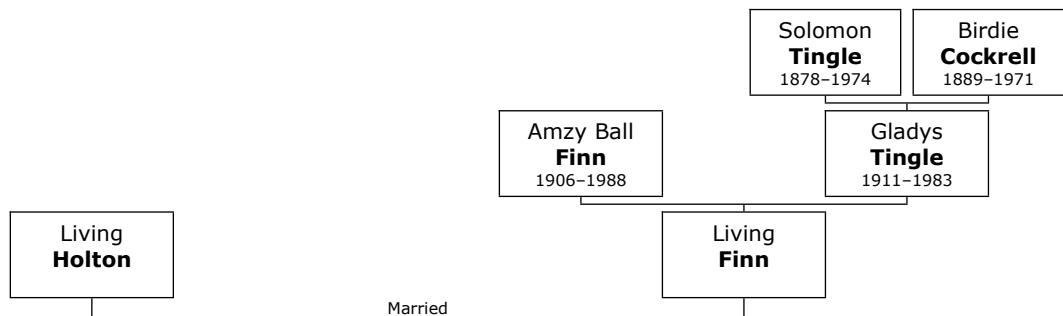 Solomon
Tingle
1878–1974
Birdie
Cockrell
1889–1971
Amzy Ball
Finn
1906–1988
Gladys
Tingle
1911–1983
Living
Holton
Living
Finn
Married